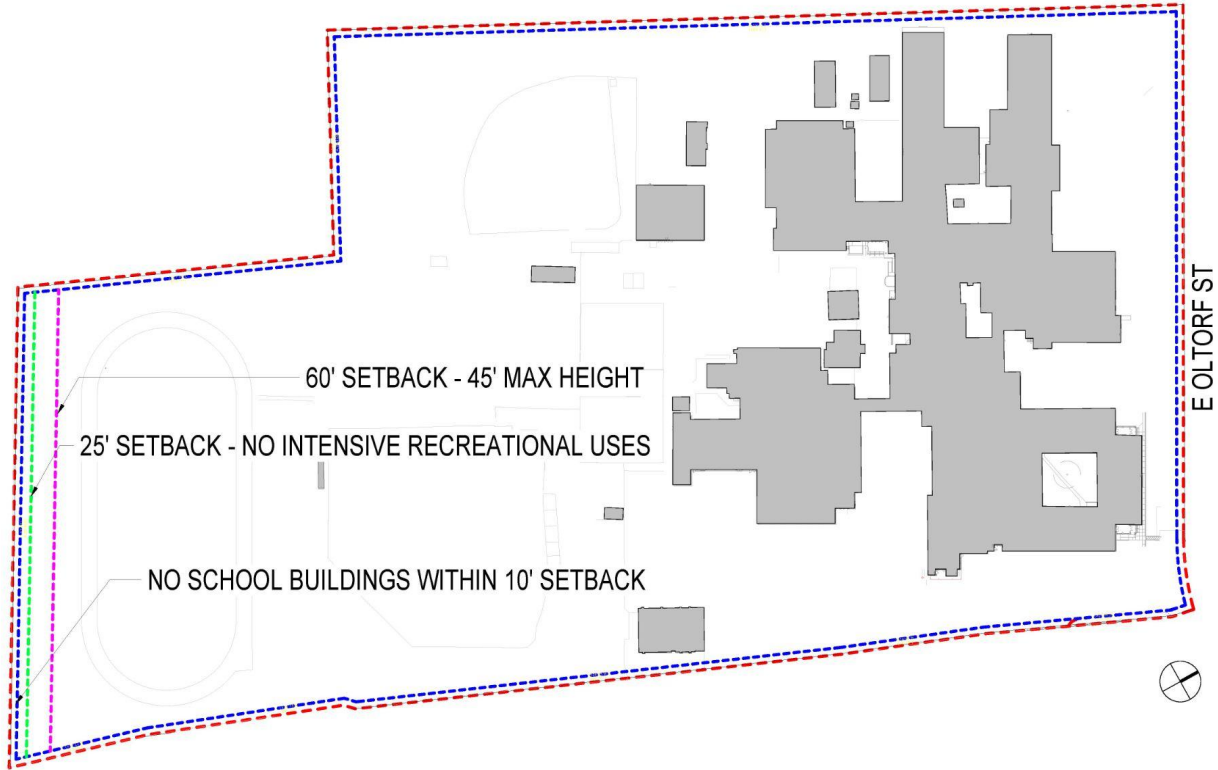 60' SETBACK - 45' MAX HEIGHT
25' SETBACK - NO INTENSIVE RECREATIONAL USES
NO SCHOOL BUILDINGS WITHIN 10' SETBACK
E OLTORF ST